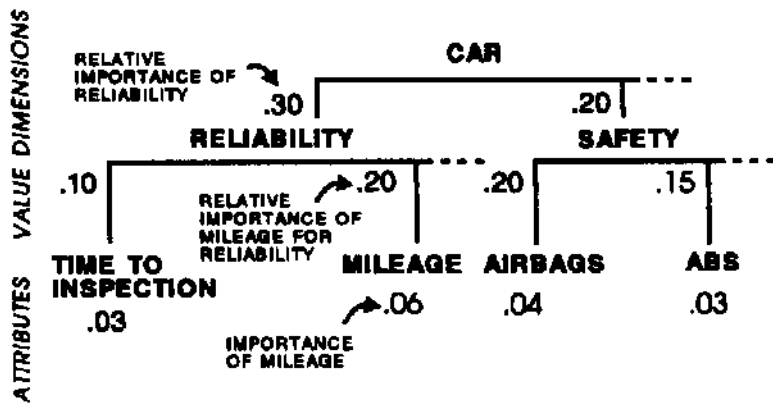 VALUE DIMENSIONS
ATTRIBUTES
CAR
RELATIVE
IMPORTANCE OF
RELIABILITY
.30
.20
RELIABILITY
SAFETY
.10
.20
.20
.15
RELATIVE
IMPORTANCE OF
MILEAGE FOR
RELIABILITY
TIME TO
INSPECTION
MILEAGE
AIRBAGS
ABS
.03
.06
.04
.03
IMPORTANCE
OF MILEAGE